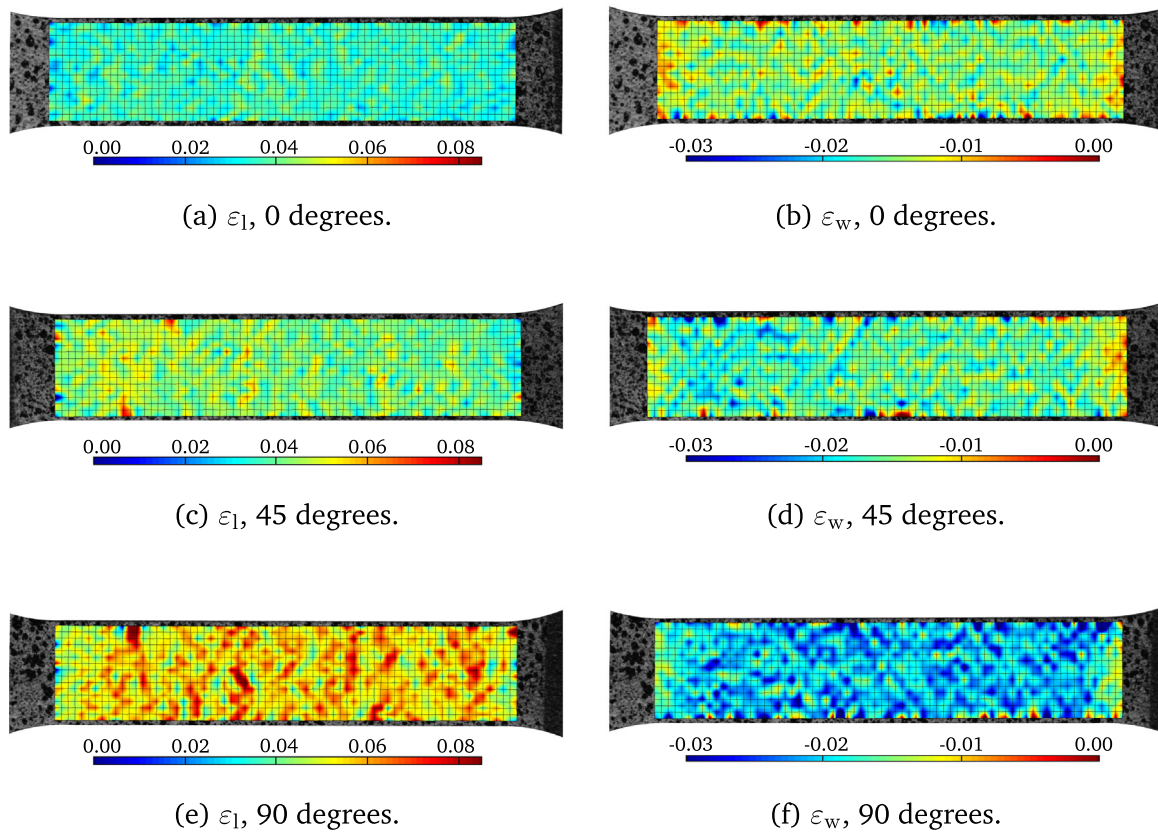 0.00 0.02 0.04 0.06 0.08
-0.03 -0.02 -0.01 0.00
(a) εl, 0 degrees.
(b) εw, 0 degrees.
0.00 0.02 0.04 0.06 0.08
-0.03 -0.02 -0.01 0.00
(c) εl, 45 degrees.
(d) εw, 45 degrees.
0.00 0.02 0.04 0.06 0.08
-0.03 -0.02 -0.01 0.00
(e) εl, 90 degrees.
(f) εw, 90 degrees.